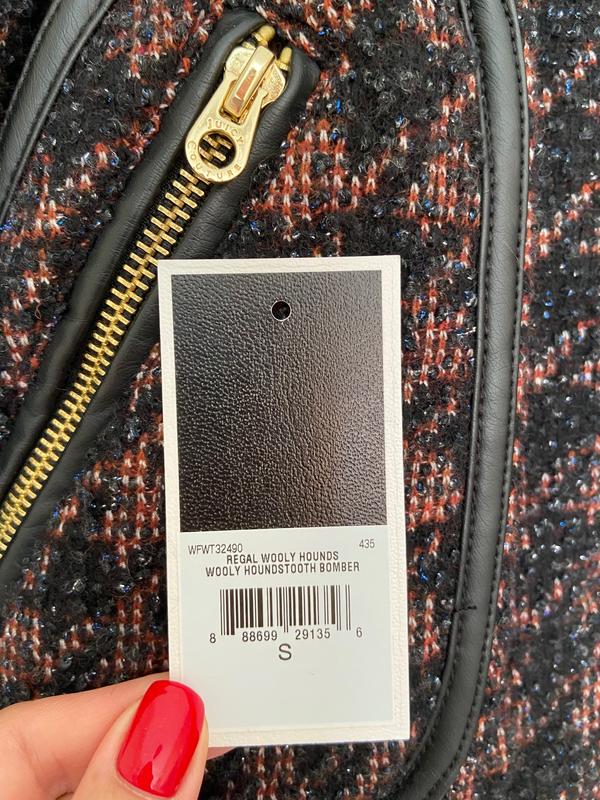 JUICY
COUTURE
WFWT32490 435
REGAL WOOLY HOUNDS
WOOLY HOUNDSTOOTH BOMBER
8 88699 29135 6
S